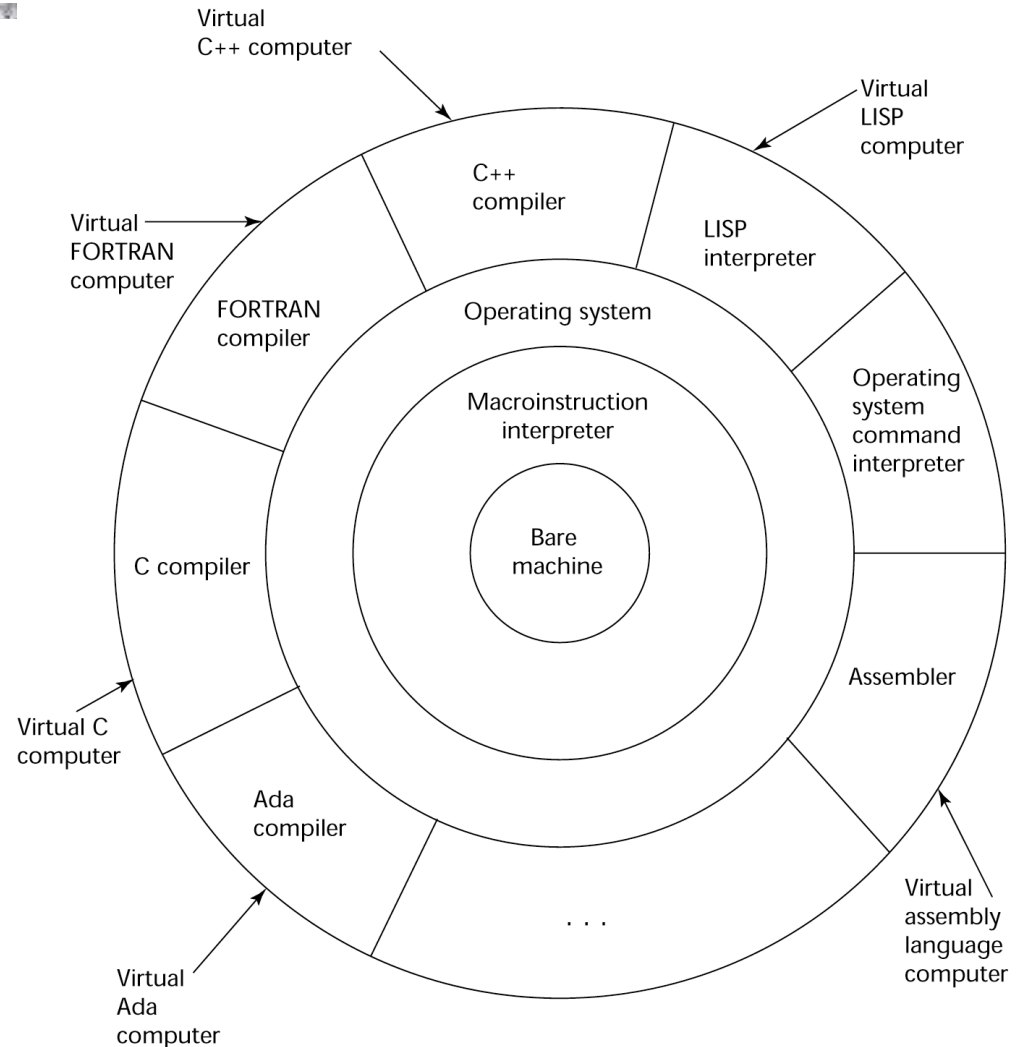 Virtual
C++ computer
Virtual
LISP
computer
C++
compiler
Virtual
FORTRAN
computer
LISP
interpreter
FORTRAN
compiler
Operating system
Operating
system
command
interpreter
Macroinstruction
interpreter
Bare
machine
C compiler
Assembler
Virtual C
computer
Ada
compiler
Virtual
assembly
language
computer
. . .
Virtual
Ada
computer